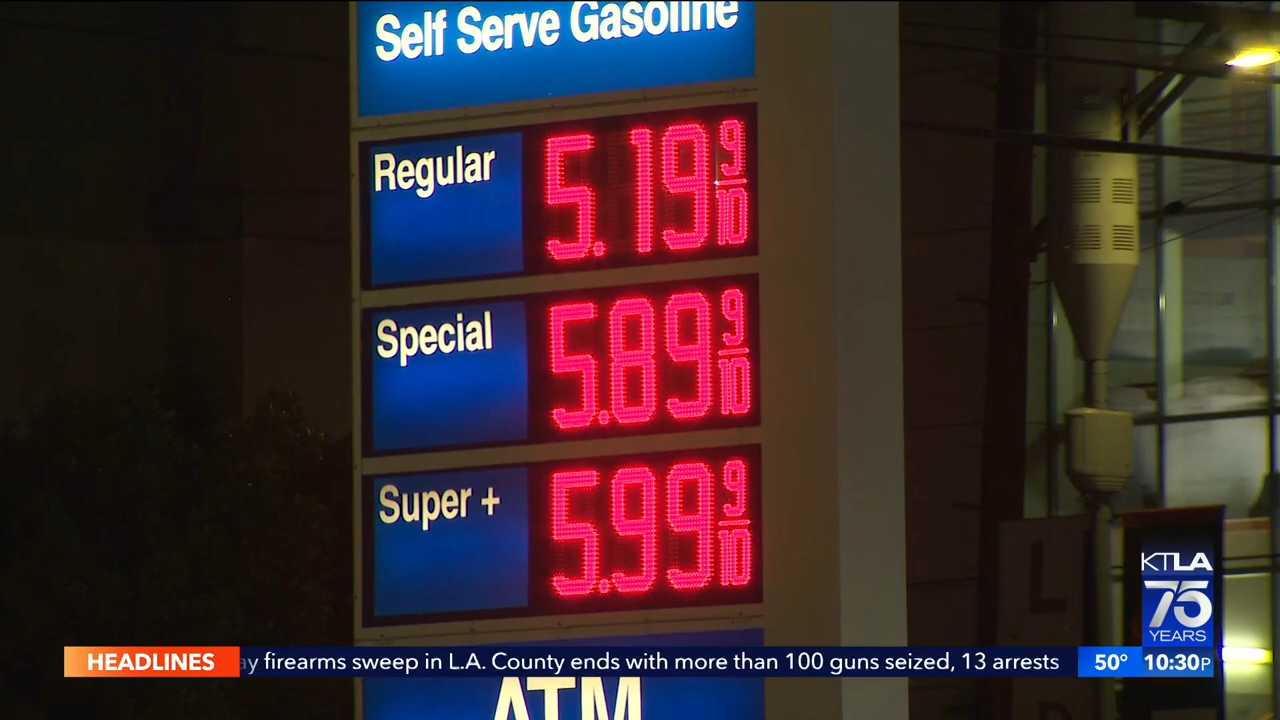 Self Serve Gasoline
Regular 5.19 9/10
Special 5.89 9/10
Super + 5.99 9/10
ATM
KTLA
75
YEARS
HEADLINES ay firearms sweep in L.A. County ends with more than 100 guns seized, 13 arrests 50° 10:30P